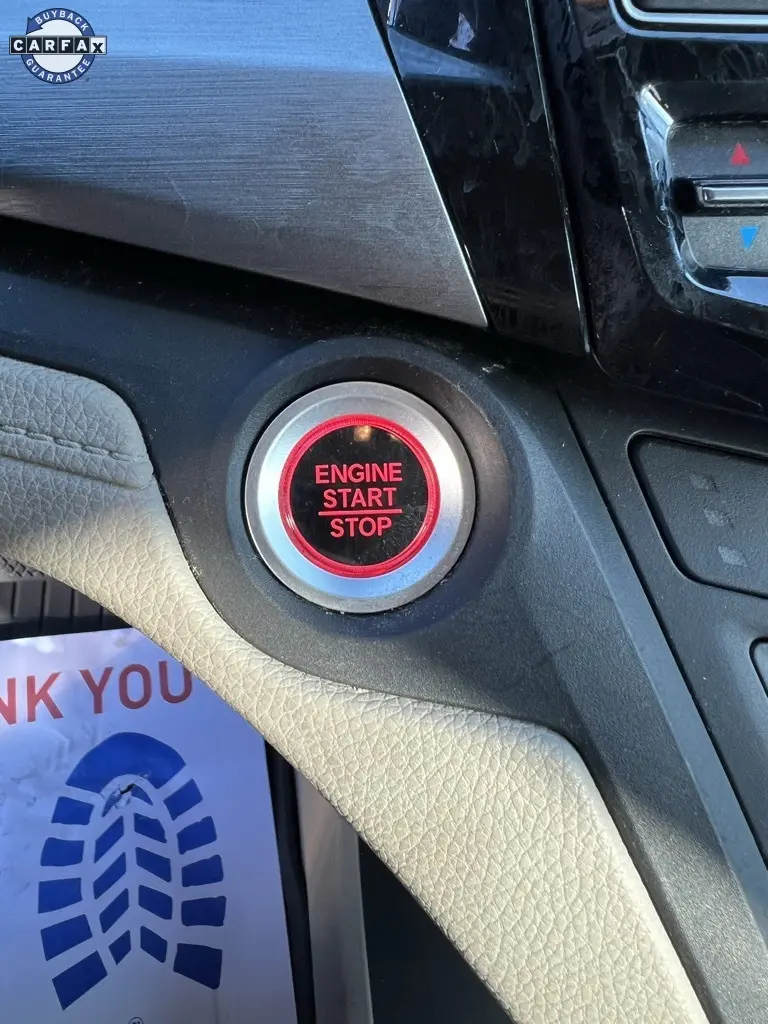 BUYBACK
CARFAX
GUARANTEE
ENGINE
START
STOP
NK YOU